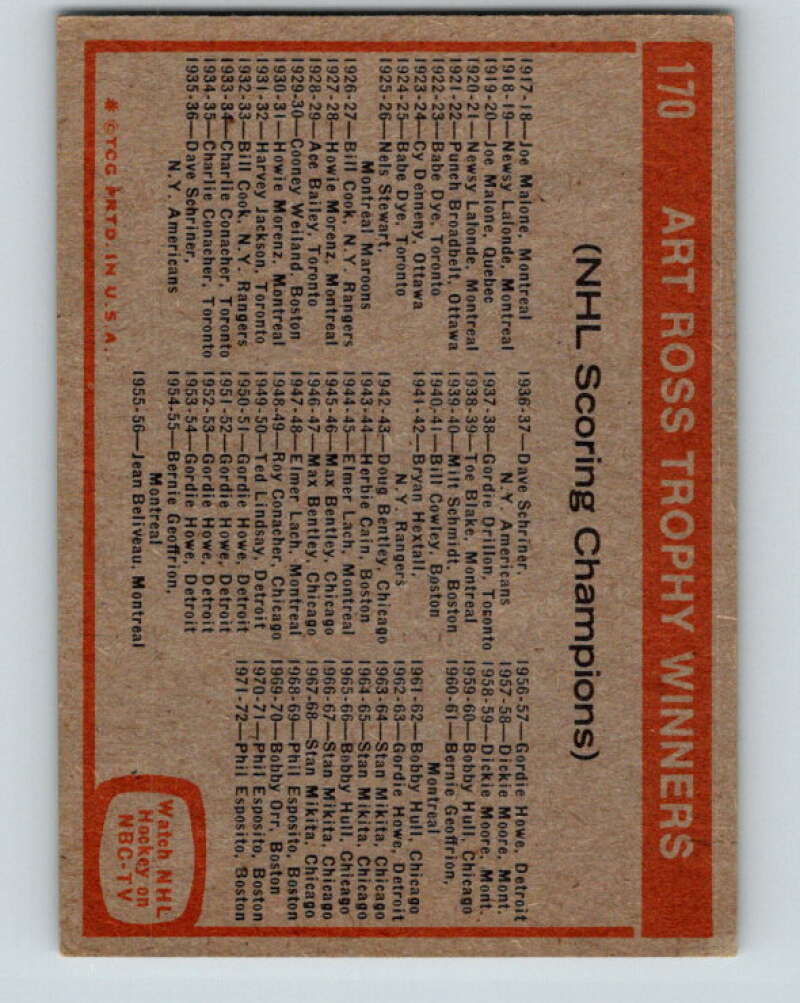 170 ART ROSS TROPHY WINNERS
(NHL Scoring Champions)
1917-18—Joe Malone, Montreal
1918-19—Newsy Lalonde, Montreal
1919-20—Joe Malone, Quebec
1920-21—Newsy Lalonde, Montreal
1921-22—Punch Broadbelt, Ottawa
1922-23—Babe Dye, Toronto
1923-24—Cy Denneny, Ottawa
1924-25—Babe Dye, Toronto
1925-26—Nels Stewart,
Montreal Maroons
1926-27—Bill Cook, N.Y. Rangers
1927-28—Howie Morenz, Montreal
1928-29—Ace Bailey, Toronto
1929-30—Cooney Weiland, Boston
1930-31—Howie Morenz, Montreal
1931-32—Harvey Jackson, Toronto
1932-33—Bill Cook, N.Y. Rangers
1933-34—Charlie Conacher, Toronto
1934-35—Charlie Conacher, Toronto
1935-36—Dave Schriner,
N.Y. Americans
1936-37—Dave Schriner,
N.Y. Americans
1937-38—Gordie Drillon, Toronto
1938-39—Toe Blake, Montreal
1939-40—Milt Schmidt, Boston
1940-41—Bill Cowley, Boston
1941-42—Bryan Hextall,
N.Y. Rangers
1942-43—Doug Bentley, Chicago
1943-44—Herbie Cain, Boston
1944-45—Elmer Lach, Montreal
1945-46—Max Bentley, Chicago
1946-47—Max Bentley, Chicago
1947-48—Elmer Lach, Montreal
1948-49—Roy Conacher, Chicago
1949-50—Ted Lindsay, Detroit
1950-51—Gordie Howe, Detroit
1951-52—Gordie Howe, Detroit
1952-53—Gordie Howe, Detroit
1953-54—Gordie Howe, Detroit
1954-55—Bernie Geoffrion,
Montreal
1955-56—Jean Beliveau, Montreal
1956-57—Gordie Howe, Detroit
1957-58—Dickie Moore, Mont.
1958-59—Dickie Moore, Mont.
1959-60—Bobby Hull, Chicago
1960-61—Bernie Geoffrion,
Montreal
1961-62—Bobby Hull, Chicago
1962-63—Gordie Howe, Detroit
1963-64—Stan Mikita, Chicago
1964-65—Stan Mikita, Chicago
1965-66—Bobby Hull, Chicago
1966-67—Stan Mikita, Chicago
1967-68—Stan Mikita, Chicago
1968-69—Phil Esposito, Boston
1969-70—Bobby Orr, Boston
1970-71—Phil Esposito, Boston
1971-72—Phil Esposito, Boston
* © TCG PRTD. IN U.S.A.
Watch NHL
Hockey on
NBC-TV